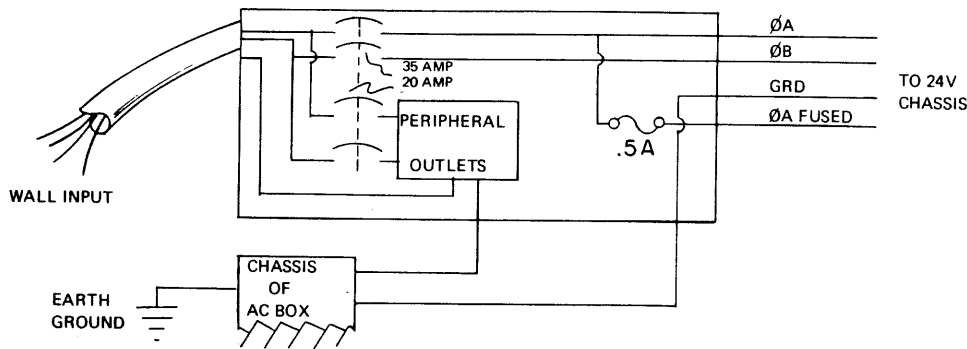 ØA
ØB
35 AMP
20 AMP
GRD
TO 24V
CHASSIS
PERIPHERAL
ØA FUSED
OUTLETS
.5A
WALL INPUT
CHASSIS
OF
AC BOX
EARTH
GROUND